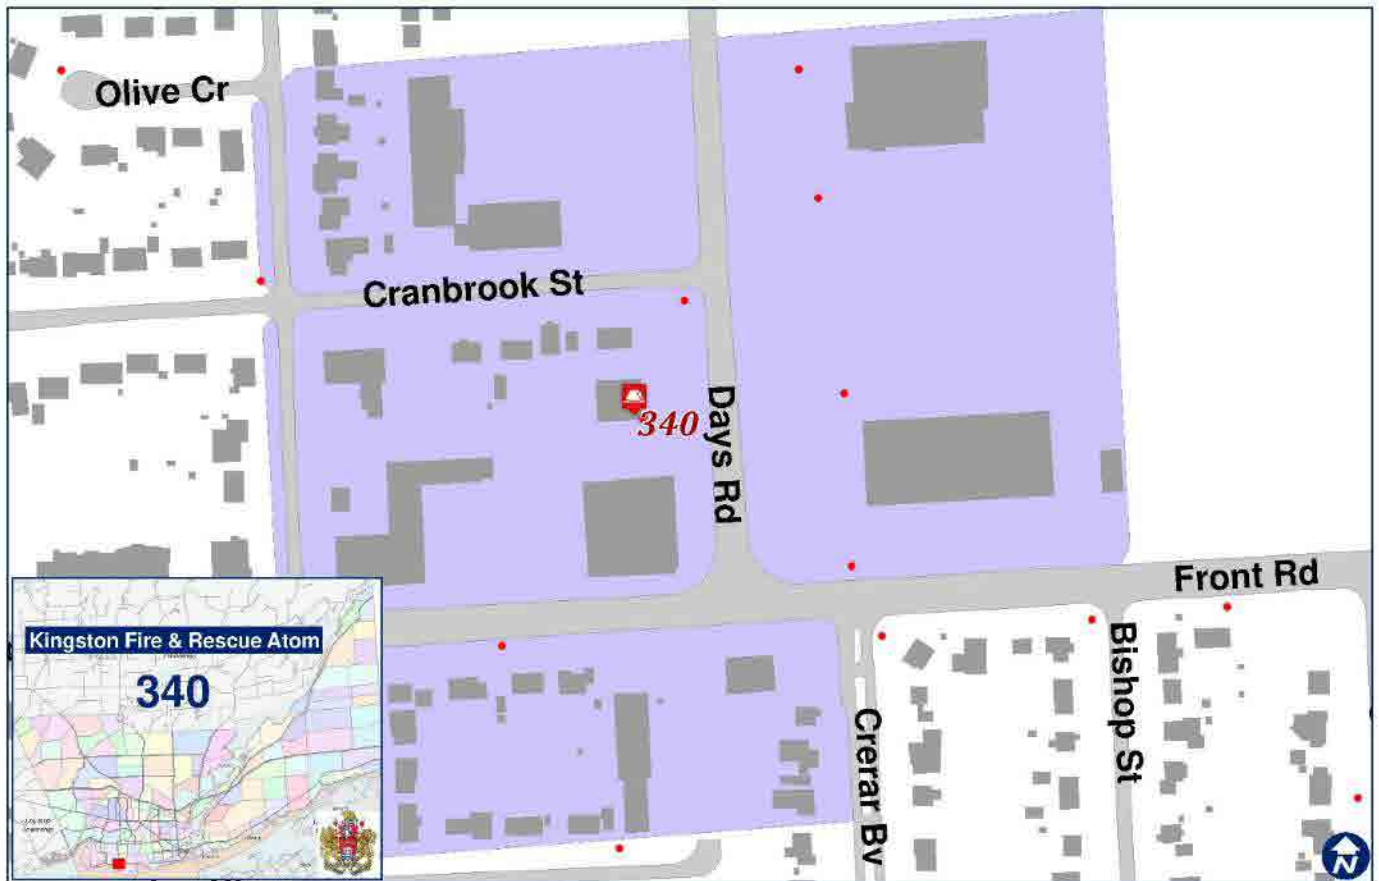 Olive Cr
Cranbrook St
Days Rd
340
Front Rd
Bishop St
Crerar Bv
Kingston Fire & Rescue Atom
340
N